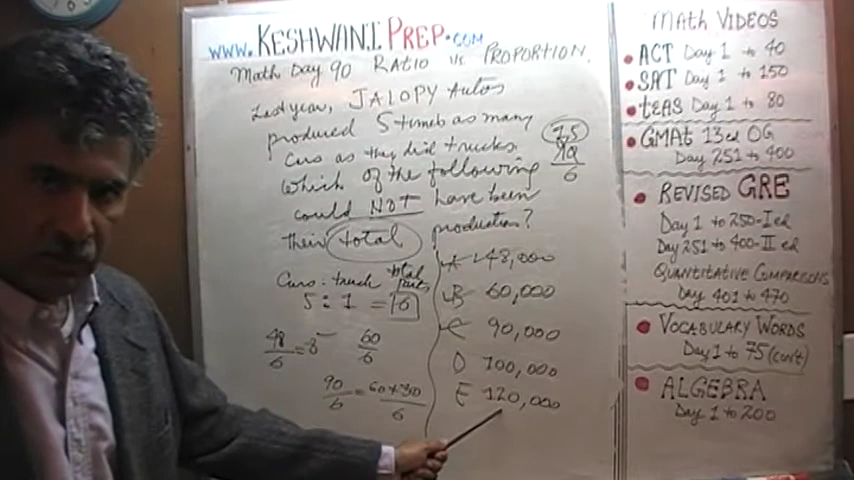 www.KESHWANIPREP.COM
Math Day 90 RATIO vs PROPORTION
Last year, JALOPY Autos
produced 5 times as many
cars as they did trucks.
Which of the following
could NOT have been
their total production?
Cars : truck total parts
5 : 1 = 6
48/6 = 8
60/6
90/6 = 60+30/6
A 48,000
B 60,000
C 90,000
D 100,000
E 120,000
MATH VIDEOS
ACT Day 1 to 40
SAT Day 1 to 150
tEAS Day 1 to 80
GMAt 13ed OG
Day 251 to 400
REVISED GRE
Day 1 to 250-I ed
Day 251 to 400-II ed
QUANTITATIVE COMPARISONS
Day 401 to 470
VOCABULARY WORDS
Day 1 to 75 (con't)
ALGEBRA
Day 1 to 200